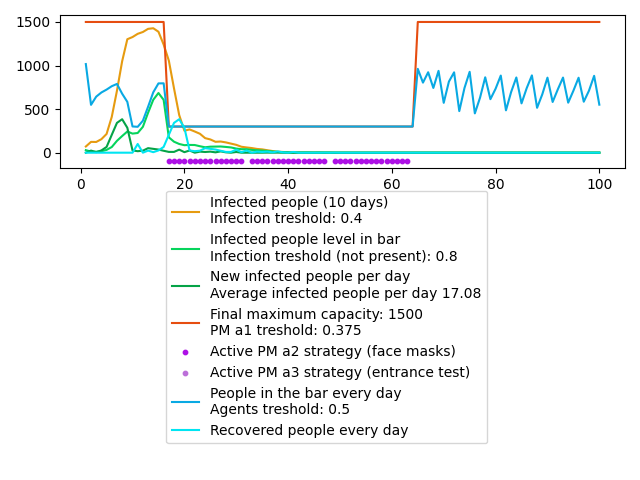 1500
1000
500
0
0 20 40 60 80 100
Infected people (10 days)
Infection treshold: 0.4
Infected people level in bar
Infection treshold (not present): 0.8
New infected people per day
Average infected people per day 17.08
Final maximum capacity: 1500
PM a1 treshold: 0.375
Active PM a2 strategy (face masks)
Active PM a3 strategy (entrance test)
People in the bar every day
Agents treshold: 0.5
Recovered people every day